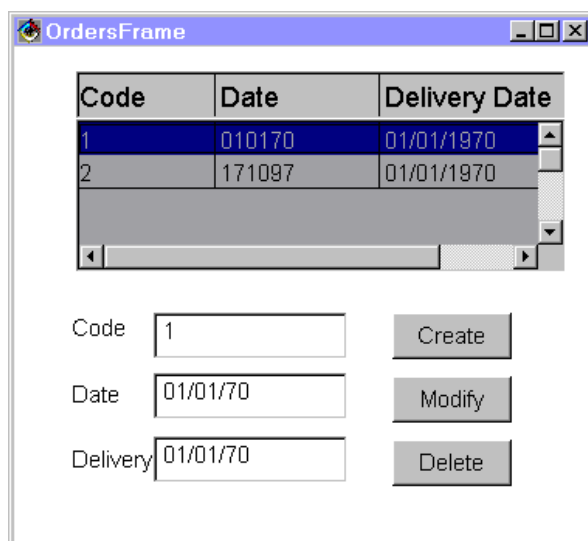 OrdersFrame
Code Date Delivery Date
1 010170 01/01/1970
2 171097 01/01/1970
Code 1 Create
Date 01/01/70 Modify
Delivery 01/01/70 Delete